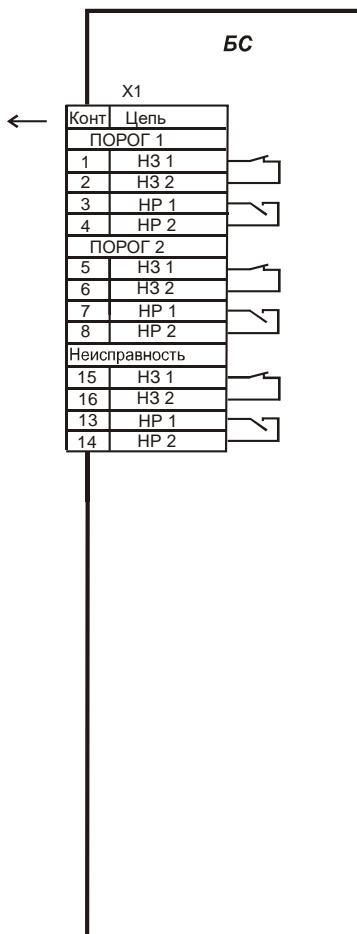 БС
X1
Конт Цепь
ПОРОГ 1
1 НЗ 1
2 НЗ 2
3 НР 1
4 НР 2
ПОРОГ 2
5 НЗ 1
6 НЗ 2
7 НР 1
8 НР 2
Неисправность
15 НЗ 1
16 НЗ 2
13 НР 1
14 НР 2